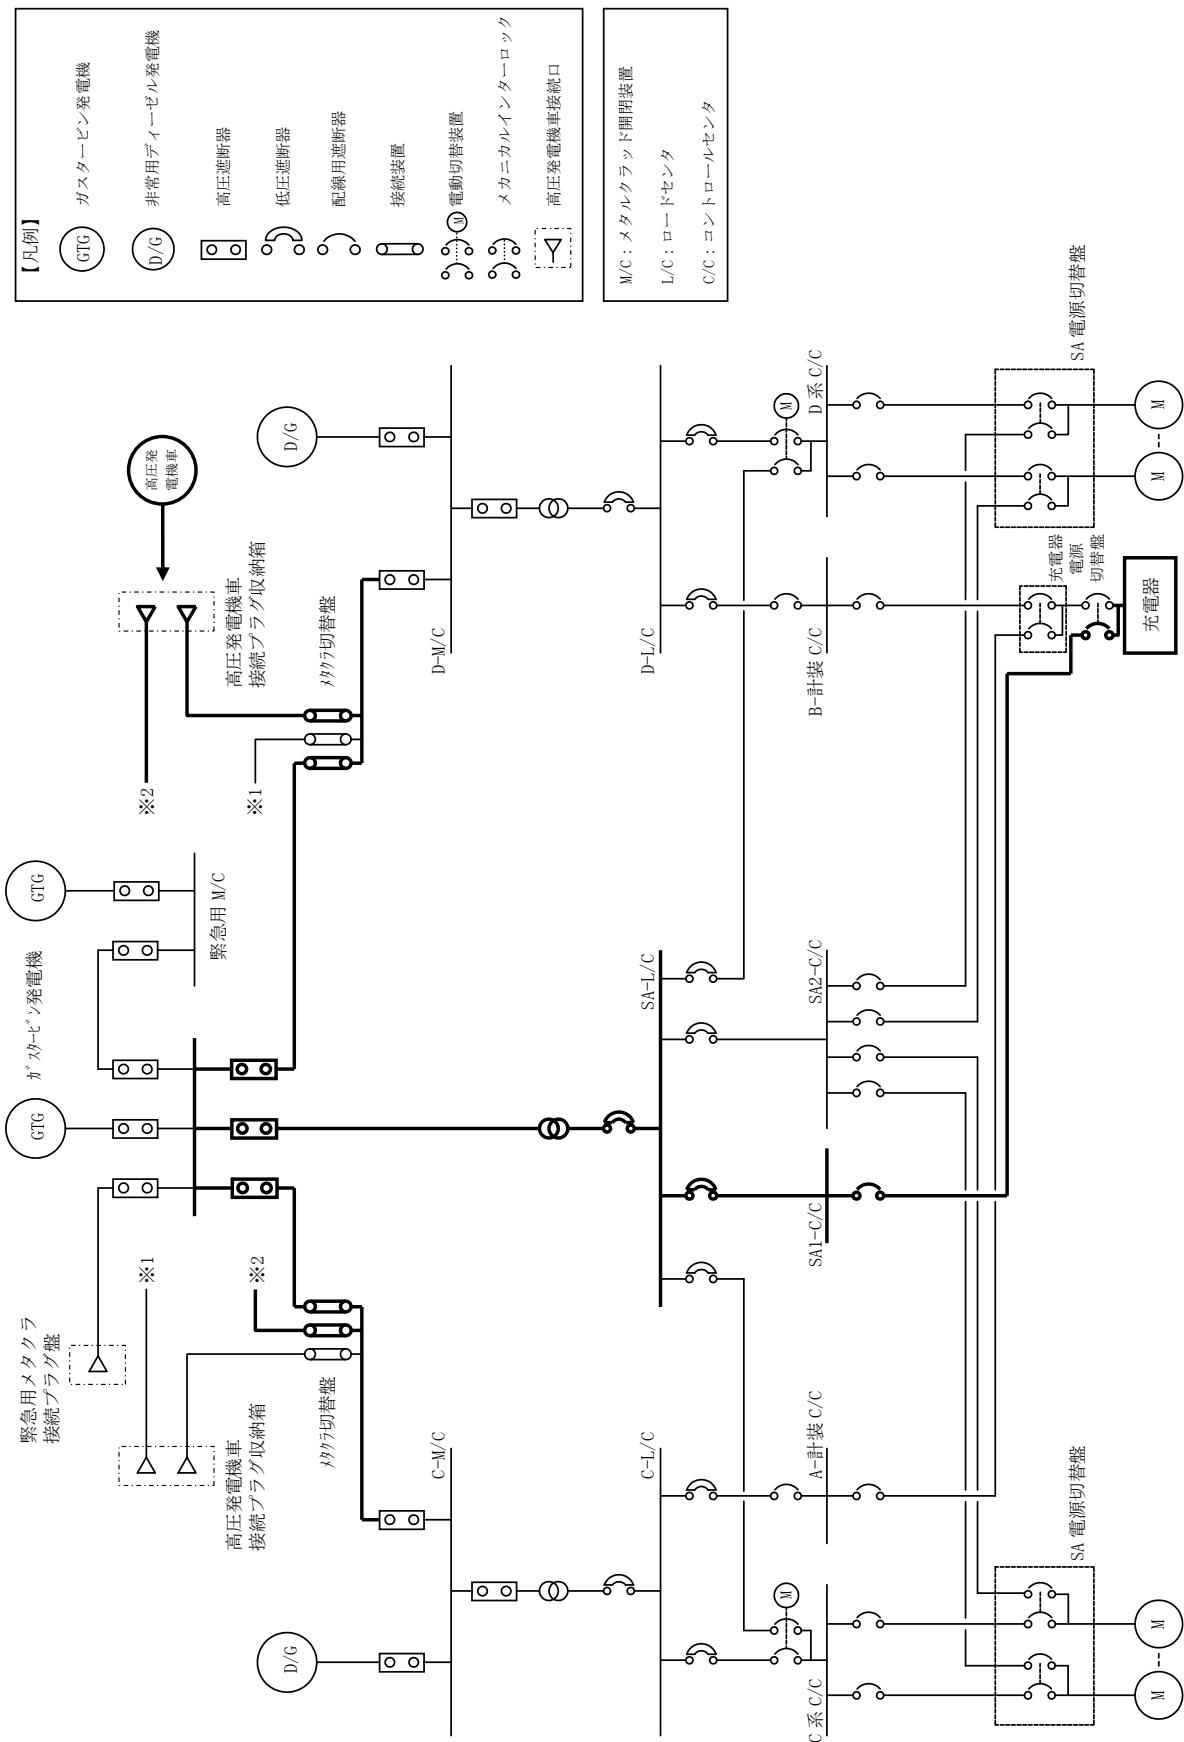 【凡例】
GTG
ガスタービン発電機
D/G
非常用ディーゼル発電機
高圧遮断器
低圧遮断器
配線用遮断器
接続装置
M
電動切替装置
メカニカルインターロック
高圧発電機車接続口
M/C：メタルクラッド開閉装置
L/C：ロードセンタ
C/C：コントロールセンタ
ｶﾞｽﾀｰﾋﾞﾝ発電機
GTG
GTG
緊急用 M/C
緊急用メタクラ
接続プラグ盤
※1
※2
高圧発電機車
接続プラグ収納箱
ﾒﾀｸﾗ切替盤
高圧発
電機車
高圧発電機車
接続プラグ収納箱
※2
※1
ﾒﾀｸﾗ切替盤
D/G
D/G
C-M/C
D-M/C
C-L/C
SA-L/C
D-L/C
M
M
C 系 C/C
A-計装 C/C
SA1-C/C
SA2-C/C
B-計装 C/C
D 系 C/C
SA 電源切替盤
充電器
電源
切替盤
SA 電源切替盤
M
M
充電器
M
M